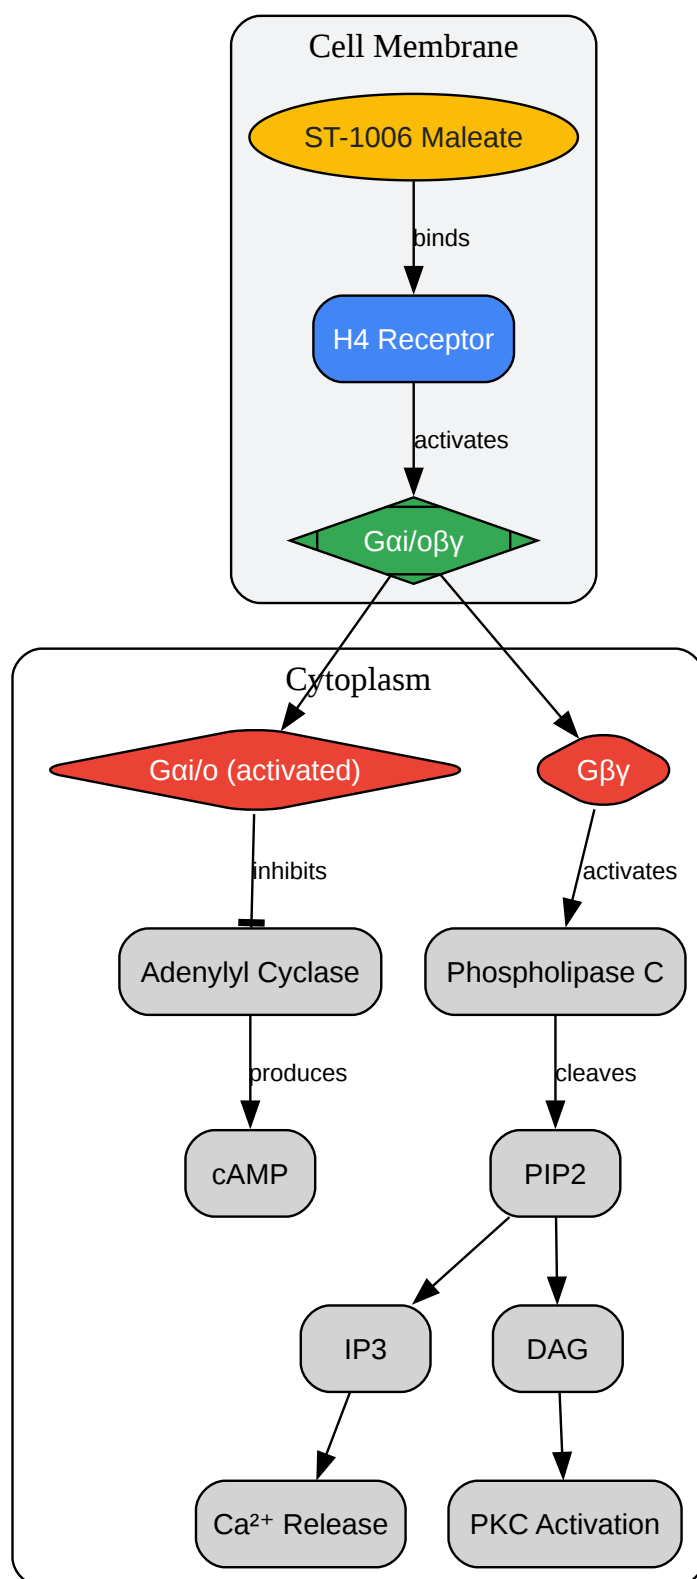 Cell Membrane
ST-1006 Maleate
binds
H4 Receptor
activates
Gαi/oβγ
Cytoplasm
Gαi/o (activated)
Gβγ
inhibits
activates
Adenylyl Cyclase
Phospholipase C
produces
cleaves
cAMP
PIP2
IP3
DAG
Ca²⁺ Release
PKC Activation